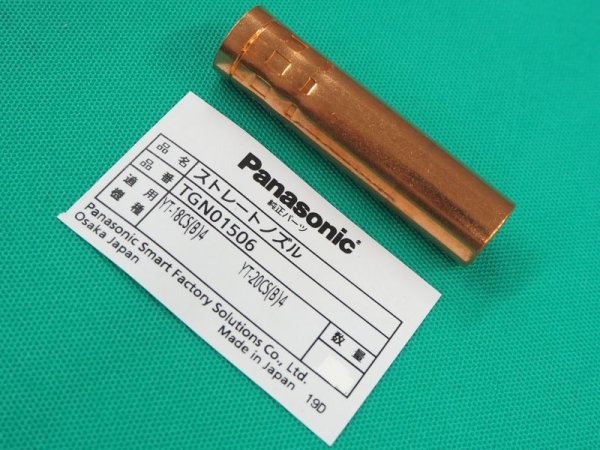 Panasonic
純正パーツ
品名 ストレートノズル
品番 TGN01506
適用機種 YT-18CS(B)4 YT-20CS(B)4
数量
Panasonic Smart Factory Solutions Co., Ltd.
Osaka Japan
Made in Japan
19D